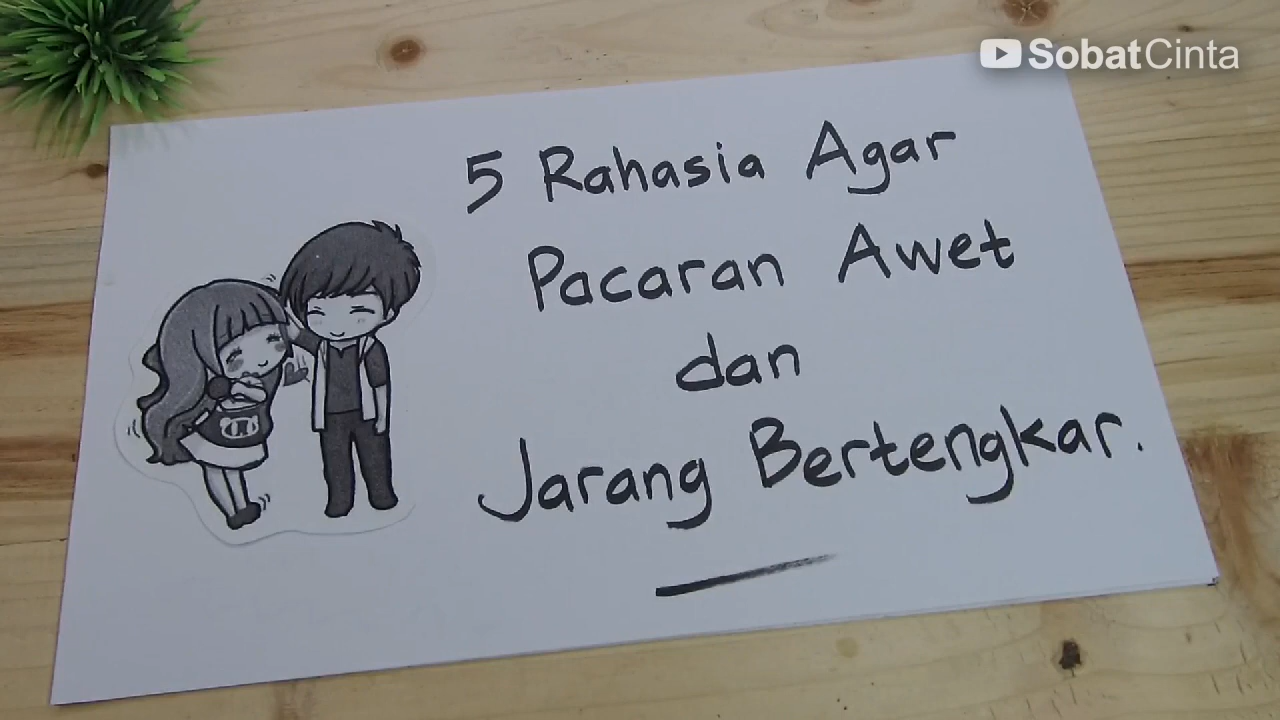 SobatCinta
5 Rahasia Agar
Pacaran Awet
dan
Jarang Bertengkar.